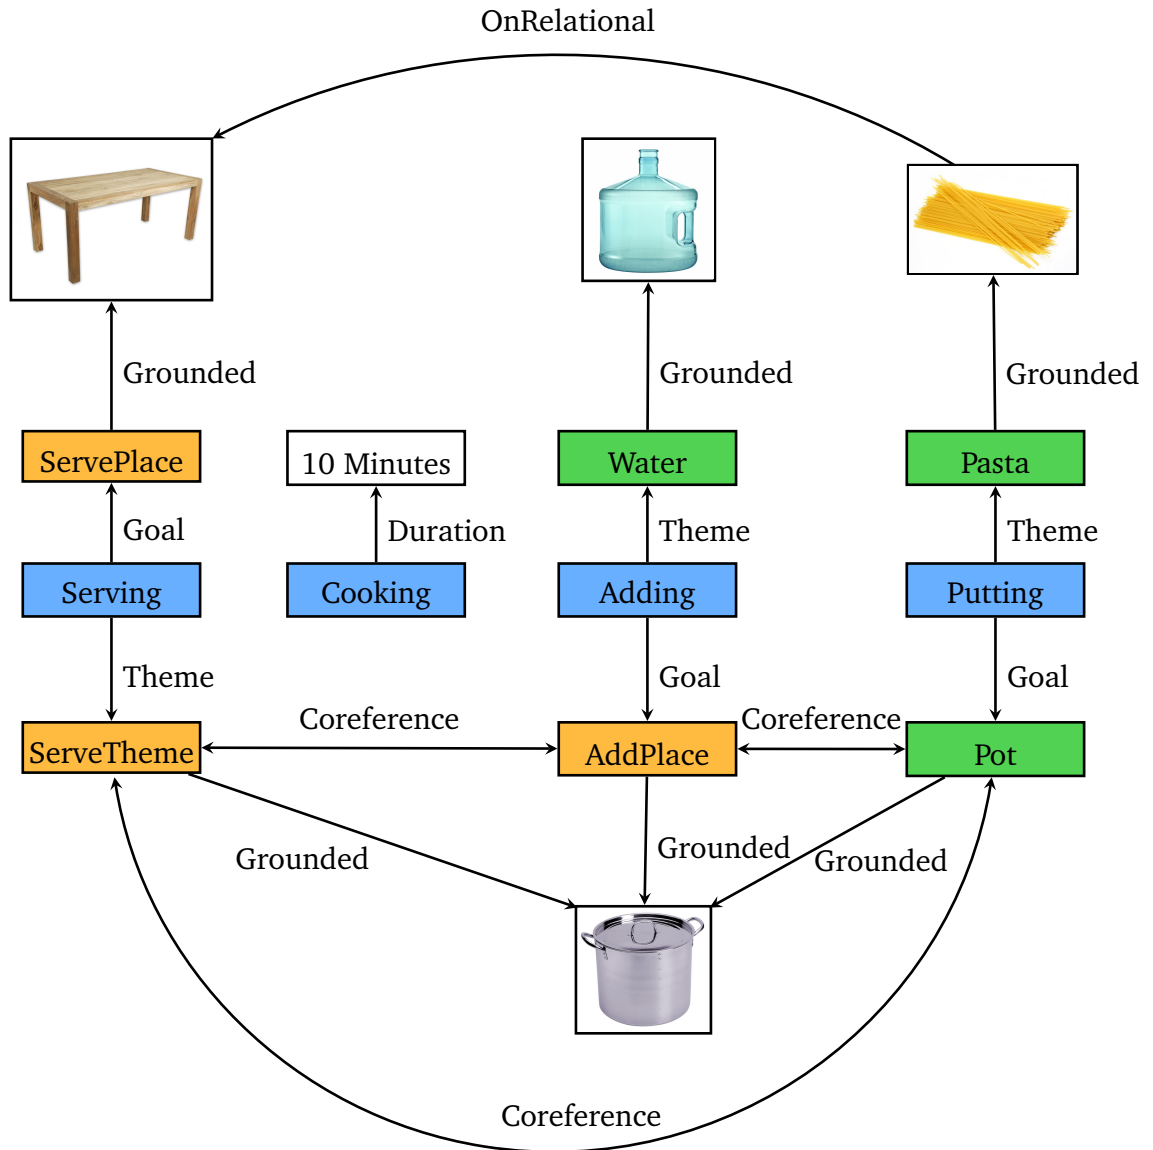 OnRelational
Grounded
Grounded
Grounded
ServePlace
10 Minutes
Water
Pasta
Goal
Duration
Theme
Theme
Serving
Cooking
Adding
Putting
Theme
Goal
Goal
Coreference
Coreference
ServeTheme
AddPlace
Pot
Grounded
Grounded
Grounded
Coreference